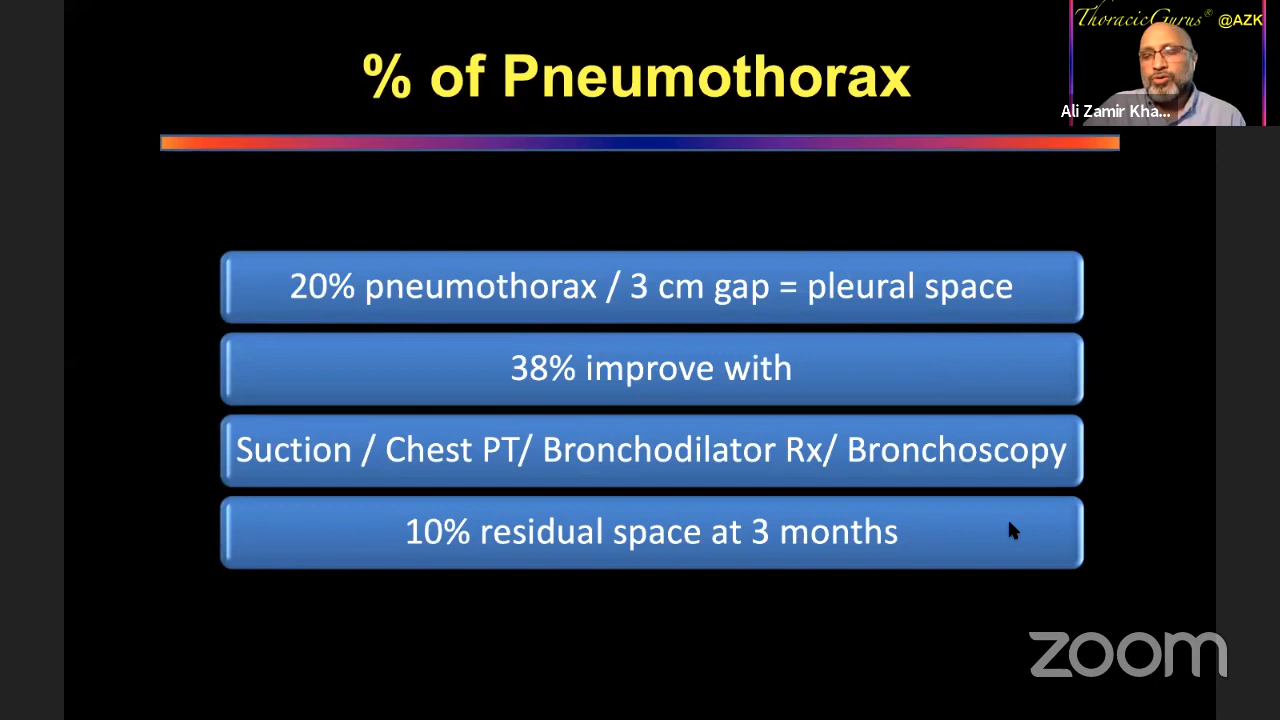 ThoracicGurus® @AZK
% of Pneumothorax
Ali Zamir Kha...
20% pneumothorax / 3 cm gap = pleural space
38% improve with
Suction / Chest PT/ Bronchodilator Rx/ Bronchoscopy
10% residual space at 3 months
zoom